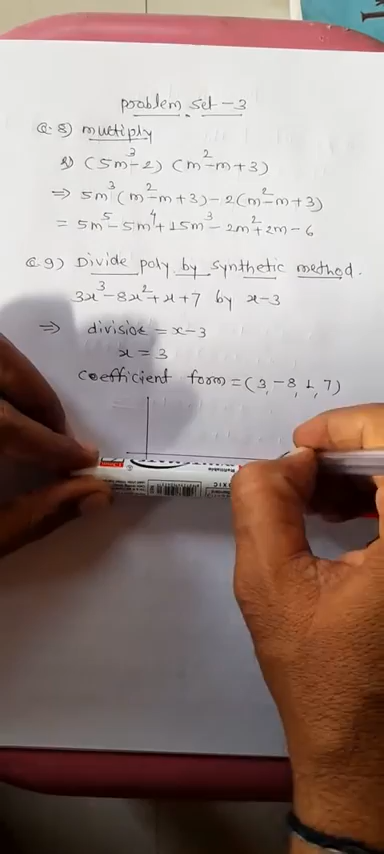 problem set - 3
Q. 8) multiply
2) (5m³-2) (m²-m+3)
⇒ 5m³(m²-m+3)-2(m²-m+3)
= 5m⁵-5m⁴+15m³-2m²+2m-6
Q. 9) Divide poly by synthetic method.
3x³-8x²+x+7 by x-3
⇒ divisior = x-3
x = 3
coefficient form = (3, -8, 1, 7)